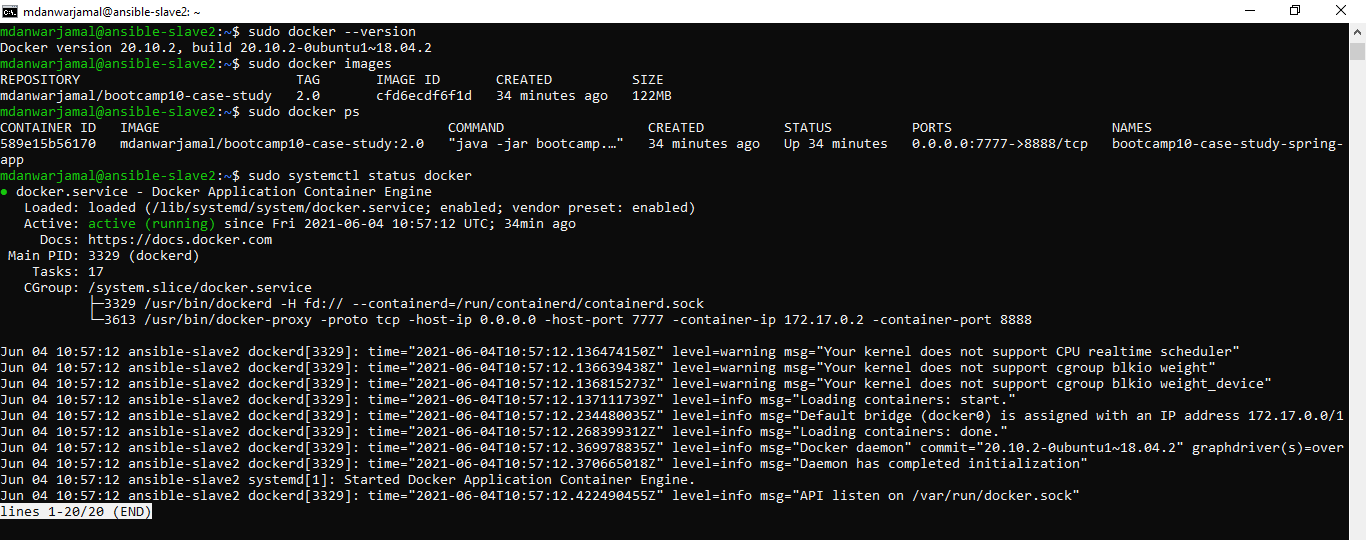 mdanwarjamal@ansible-slave2: ~
mdanwarjamal@ansible-slave2:~$ sudo docker --version
Docker version 20.10.2, build 20.10.2-0ubuntu1~18.04.2
mdanwarjamal@ansible-slave2:~$ sudo docker images
REPOSITORY                          TAG       IMAGE ID       CREATED          SIZE
mdanwarjamal/bootcamp10-case-study   2.0       cfd6ecdf6f1d   34 minutes ago   122MB
mdanwarjamal@ansible-slave2:~$ sudo docker ps
CONTAINER ID   IMAGE                                    COMMAND                  CREATED          STATUS          PORTS                    NAMES
589e15b56170   mdanwarjamal/bootcamp10-case-study:2.0   "java -jar bootcamp.…"   34 minutes ago   Up 34 minutes   0.0.0.0:7777->8888/tcp   bootcamp10-case-study-spring-
app
mdanwarjamal@ansible-slave2:~$ sudo systemctl status docker
● docker.service - Docker Application Container Engine
   Loaded: loaded (/lib/systemd/system/docker.service; enabled; vendor preset: enabled)
   Active: active (running) since Fri 2021-06-04 10:57:12 UTC; 34min ago
     Docs: https://docs.docker.com
 Main PID: 3329 (dockerd)
    Tasks: 17
   CGroup: /system.slice/docker.service
           ├─3329 /usr/bin/dockerd -H fd:// --containerd=/run/containerd/containerd.sock
           └─3613 /usr/bin/docker-proxy -proto tcp -host-ip 0.0.0.0 -host-port 7777 -container-ip 172.17.0.2 -container-port 8888
Jun 04 10:57:12 ansible-slave2 dockerd[3329]: time="2021-06-04T10:57:12.136474150Z" level=warning msg="Your kernel does not support CPU realtime scheduler"
Jun 04 10:57:12 ansible-slave2 dockerd[3329]: time="2021-06-04T10:57:12.136639438Z" level=warning msg="Your kernel does not support cgroup blkio weight"
Jun 04 10:57:12 ansible-slave2 dockerd[3329]: time="2021-06-04T10:57:12.136815273Z" level=warning msg="Your kernel does not support cgroup blkio weight_device"
Jun 04 10:57:12 ansible-slave2 dockerd[3329]: time="2021-06-04T10:57:12.137111739Z" level=info msg="Loading containers: start."
Jun 04 10:57:12 ansible-slave2 dockerd[3329]: time="2021-06-04T10:57:12.234480035Z" level=info msg="Default bridge (docker0) is assigned with an IP address 172.17.0.0/1
Jun 04 10:57:12 ansible-slave2 dockerd[3329]: time="2021-06-04T10:57:12.268399312Z" level=info msg="Loading containers: done."
Jun 04 10:57:12 ansible-slave2 dockerd[3329]: time="2021-06-04T10:57:12.369978835Z" level=info msg="Docker daemon" commit="20.10.2-0ubuntu1~18.04.2" graphdriver(s)=over
Jun 04 10:57:12 ansible-slave2 dockerd[3329]: time="2021-06-04T10:57:12.370665018Z" level=info msg="Daemon has completed initialization"
Jun 04 10:57:12 ansible-slave2 systemd[1]: Started Docker Application Container Engine.
Jun 04 10:57:12 ansible-slave2 dockerd[3329]: time="2021-06-04T10:57:12.422490455Z" level=info msg="API listen on /var/run/docker.sock"
lines 1-20/20 (END)